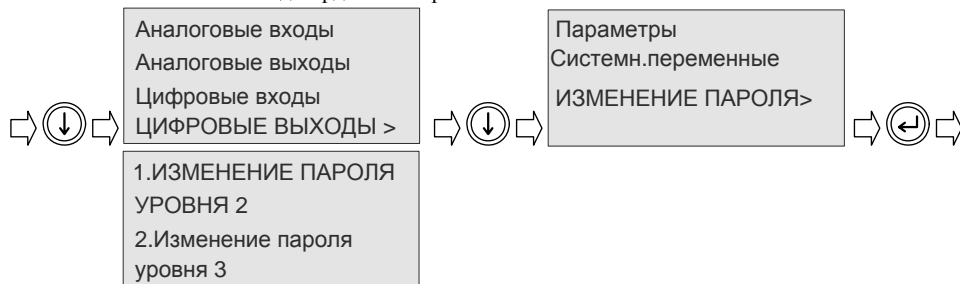 Аналоговые входы
Аналоговые выходы
Цифровые входы
ЦИФРОВЫЕ ВЫХОДЫ >
Параметры
Системн.переменные
ИЗМЕНЕНИЕ ПАРОЛЯ>
1.ИЗМЕНЕНИЕ ПАРОЛЯ
УРОВНЯ 2
2.Изменение пароля
уровня 3